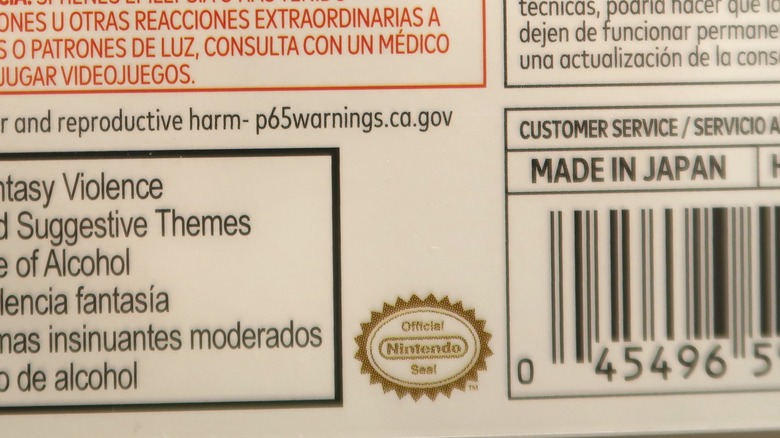 ONES U OTRAS REACCIONES EXTRAORDINARIAS A
S O PATRONES DE LUZ, CONSULTA CON UN MÉDICO
JUGAR VIDEOJUEGOS.
técnicas, podría hacer que
dejen de funcionar permane
una actualización de la cons
r and reproductive harm- p65warnings.ca.gov
ntasy Violence
d Suggestive Themes
e of Alcohol
lencia fantasía
mas insinuantes moderados
o de alcohol
Official
Nintendo
Seal
TM
CUSTOMER SERVICE / SERVICIO A
MADE IN JAPAN
H
0 45496 5